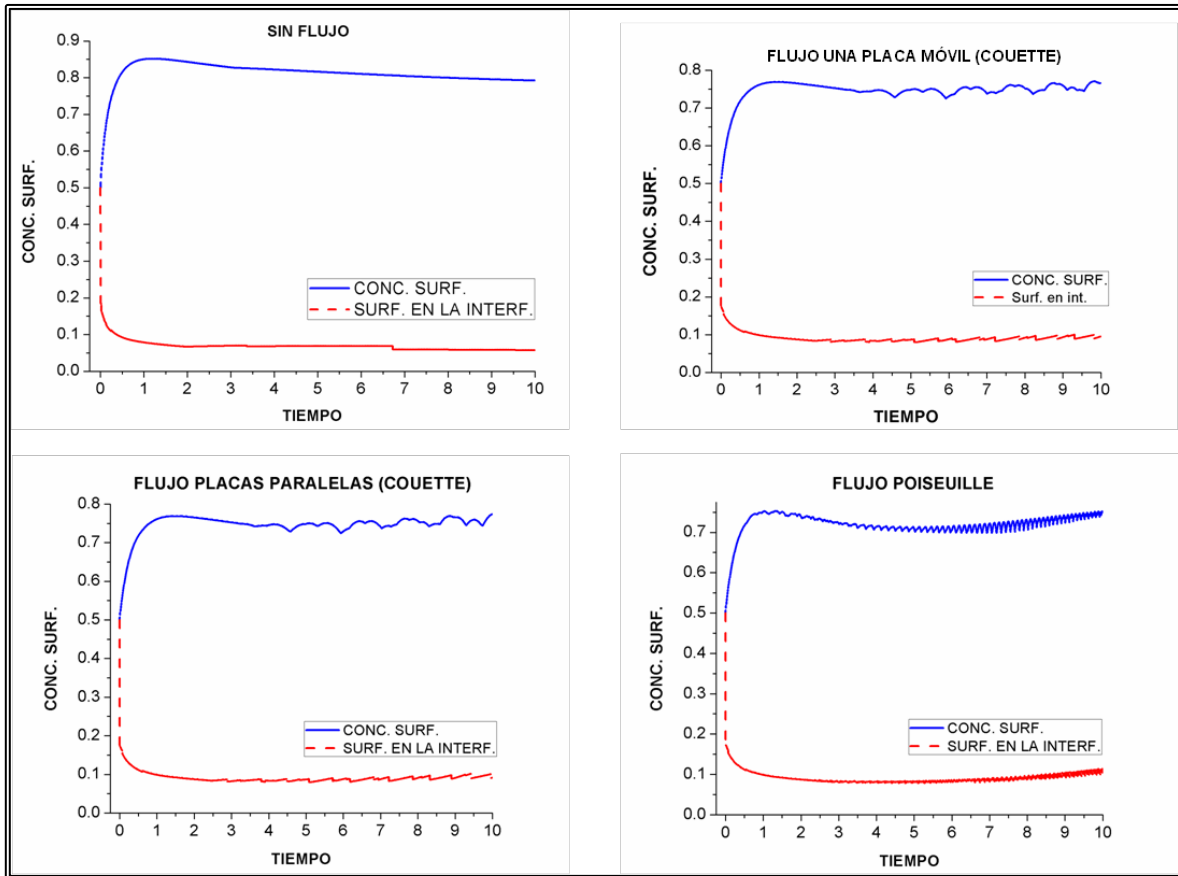 SIN FLUJO
0.9
0.8
0.7
0.6
0.5
0.4
0.3
0.2
0.1
0.0
CONC. SURF.
CONC. SURF.
SURF. EN LA INTERF.
0 1 2 3 4 5 6 7 8 9 10
TIEMPO
FLUJO UNA PLACA MÓVIL (COUETTE)
0.8
0.7
0.6
0.5
0.4
0.3
0.2
0.1
0.0
CONC. SURF.
CONC. SURF.
Surf. en int.
0 1 2 3 4 5 6 7 8 9 10
TIEMPO
FLUJO PLACAS PARALELAS (COUETTE)
0.8
0.7
0.6
0.5
0.4
0.3
0.2
0.1
0.0
CONC. SURF.
CONC. SURF.
SURF. EN LA INTERF.
0 1 2 3 4 5 6 7 8 9 10
TIEMPO
FLUJO POISEUILLE
0.7
0.6
0.5
0.4
0.3
0.2
0.1
0.0
CONC. SURF.
CONC. SURF.
SURF. EN LA INTERF.
0 1 2 3 4 5 6 7 8 9 10
TIEMPO